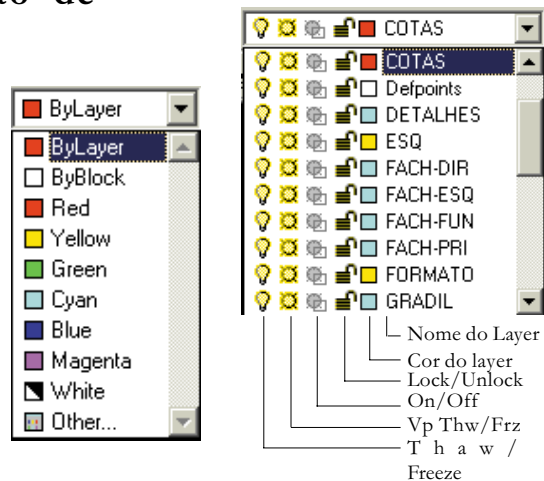 to de
ByLayer
ByLayer
ByBlock
Red
Yellow
Green
Cyan
Blue
Magenta
White
Other...
COTAS
COTAS
Defpoints
DETALHES
ESQ
FACH-DIR
FACH-ESQ
FACH-FUN
FACH-PRI
FORMATO
GRADIL
Nome do Layer
Cor do layer
Lock/Unlock
On/Off
Vp Thw/Frz
T h a w /
Freeze